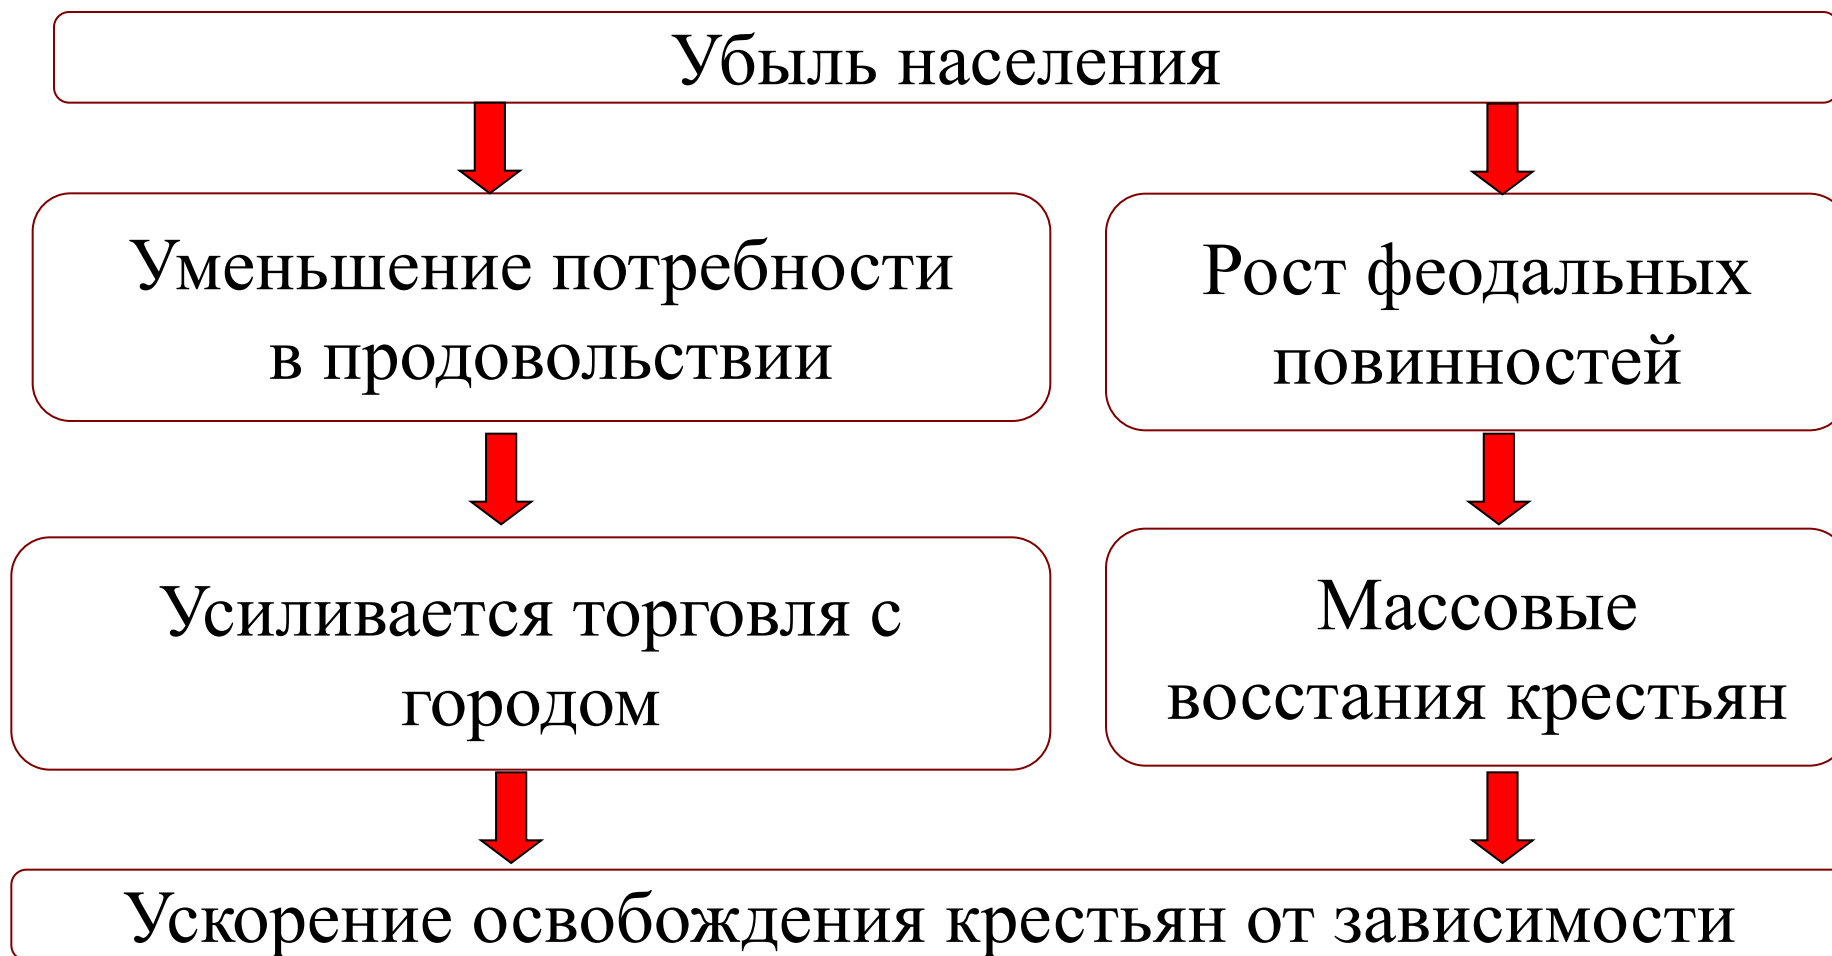 Убыль населения
Уменьшение потребности
в продовольствии
Рост феодальных
повинностей
Усиливается торговля с
городом
Массовые
восстания крестьян
Ускорение освобождения крестьян от зависимости